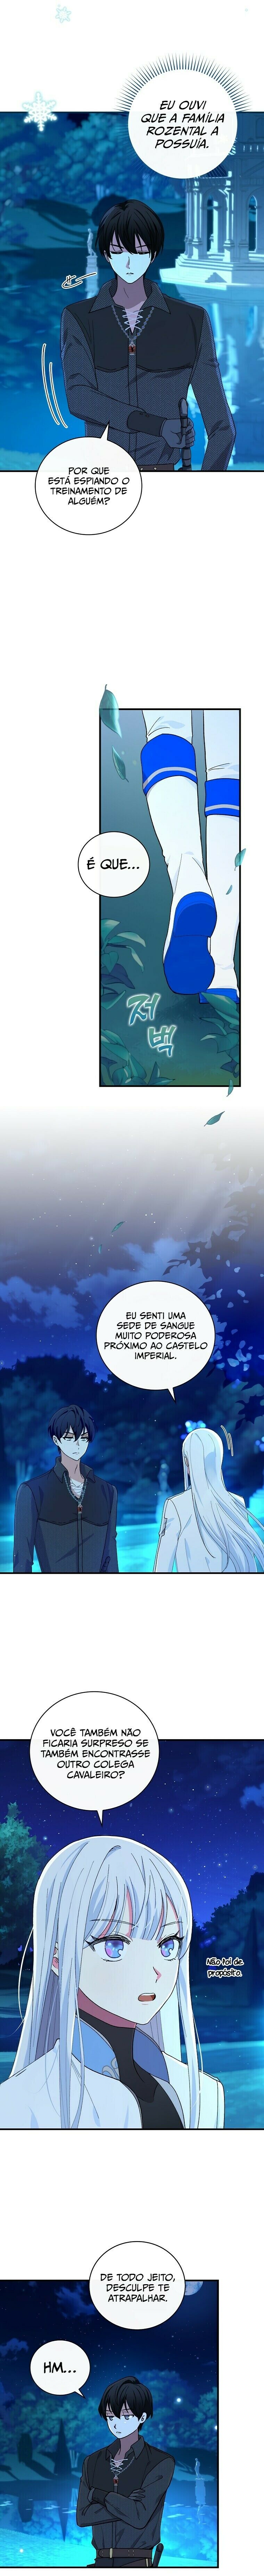 EU OUVI
QUE A FAMÍLIA
ROZENTAL A
POSSUÍA.
POR QUE
ESTÁ ESPIANDO O
TREINAMENTO DE
ALGUÉM?
É QUE...
저
벅
EU SENTI UMA
SEDE DE SANGUE
MUITO PODEROSA
PRÓXIMO AO CASTELO
IMPERIAL.
VOCÊ TAMBÉM NÃO
FICARIA SURPRESO SE
TAMBÉM ENCONTRASSE
OUTRO COLEGA
CAVALEIRO?
Não foi de
propósito.
DE TODO JEITO,
DESCULPE TE
ATRAPALHAR.
HM...